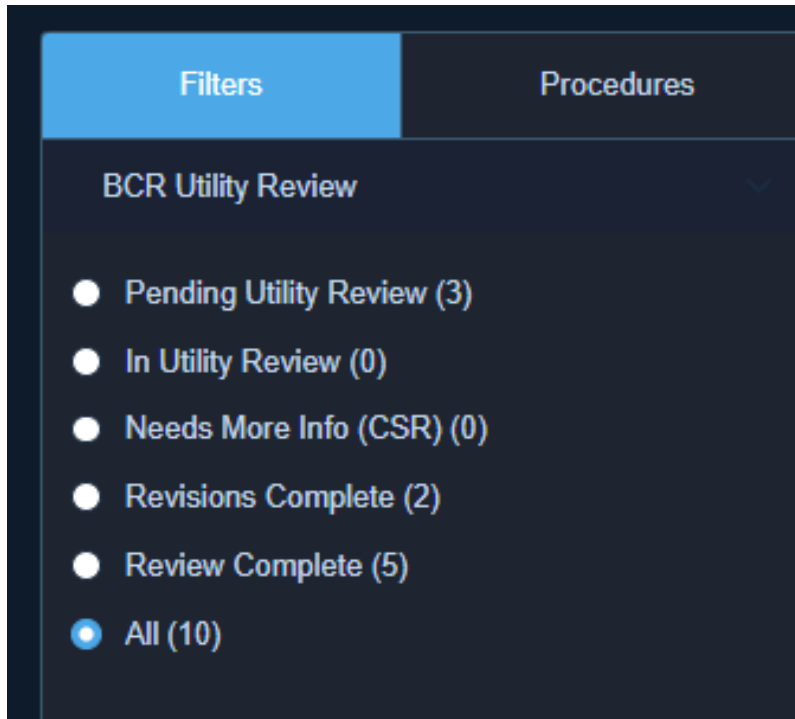 Filters Procedures
BCR Utility Review
Pending Utility Review (3)
In Utility Review (0)
Needs More Info (CSR) (0)
Revisions Complete (2)
Review Complete (5)
All (10)